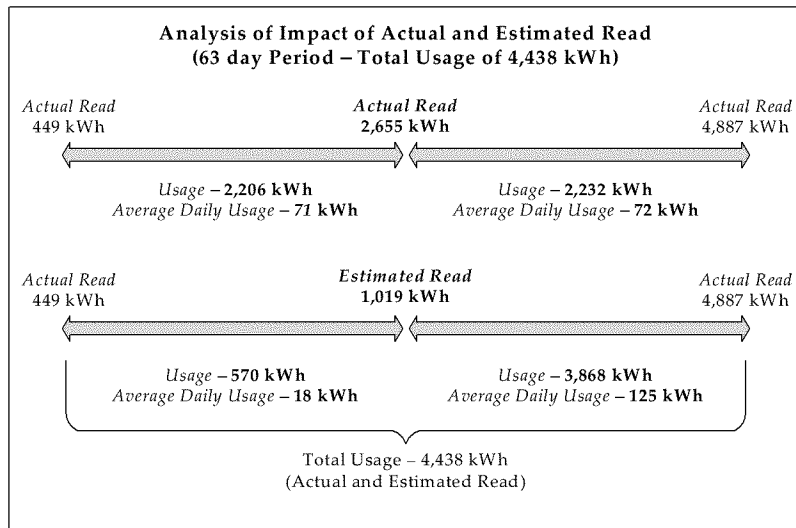 Analysis of Impact of Actual and Estimated Read
(63 day Period – Total Usage of 4,438 kWh)
Actual Read
449 kWh
Actual Read
2,655 kWh
Actual Read
4,887 kWh
Usage – 2,206 kWh
Average Daily Usage – 71 kWh
Usage – 2,232 kWh
Average Daily Usage – 72 kWh
Actual Read
449 kWh
Estimated Read
1,019 kWh
Actual Read
4,887 kWh
Usage – 570 kWh
Average Daily Usage – 18 kWh
Usage – 3,868 kWh
Average Daily Usage – 125 kWh
Total Usage – 4,438 kWh
(Actual and Estimated Read)